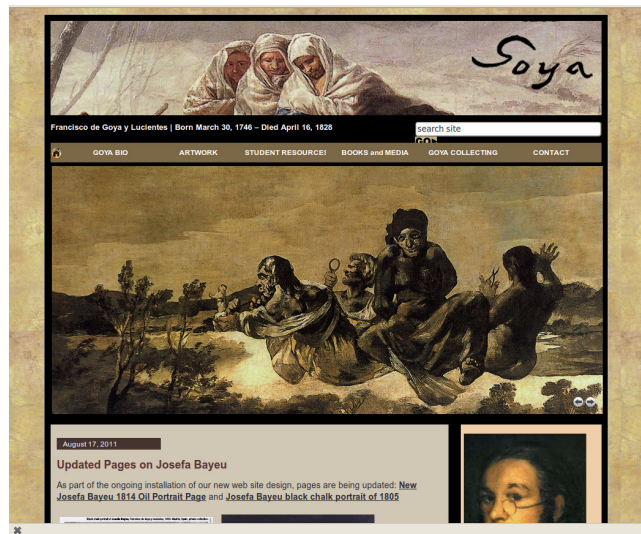 Goya
Francisco de Goya y Lucientes | Born March 30, 1746 – Died April 16, 1828
search site
GO
GOYA BIO ARTWORK STUDENT RESOURCES BOOKS and MEDIA GOYA COLLECTING CONTACT
August 17, 2011
Updated Pages on Josefa Bayeu
As part of the ongoing installation of our new web site design, pages are being updated: New
Josefa Bayeu 1814 Oil Portrait Page and Josefa Bayeu black chalk portrait of 1805